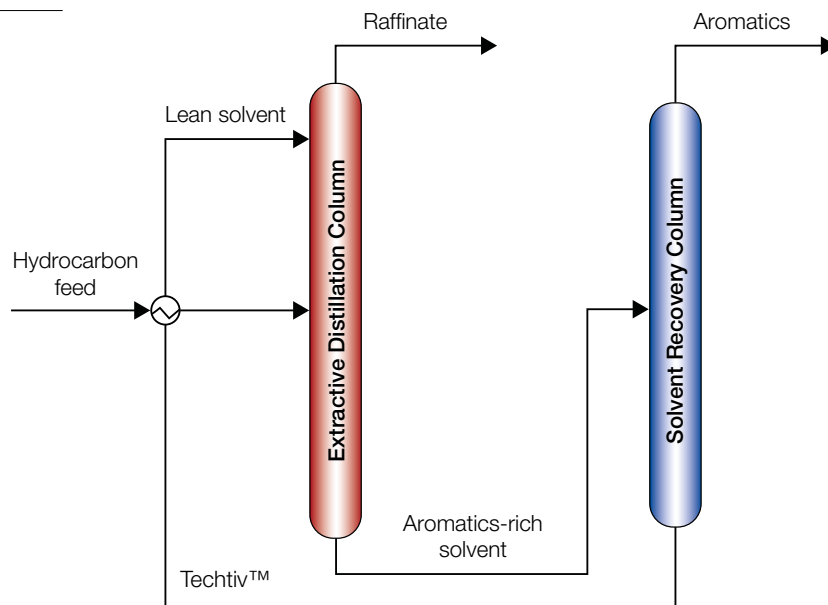 Raffinate
Aromatics
Lean solvent
Hydrocarbon
feed
Extractive Distillation Column
Solvent Recovery Column
Aromatics-rich
solvent
Techtiv™